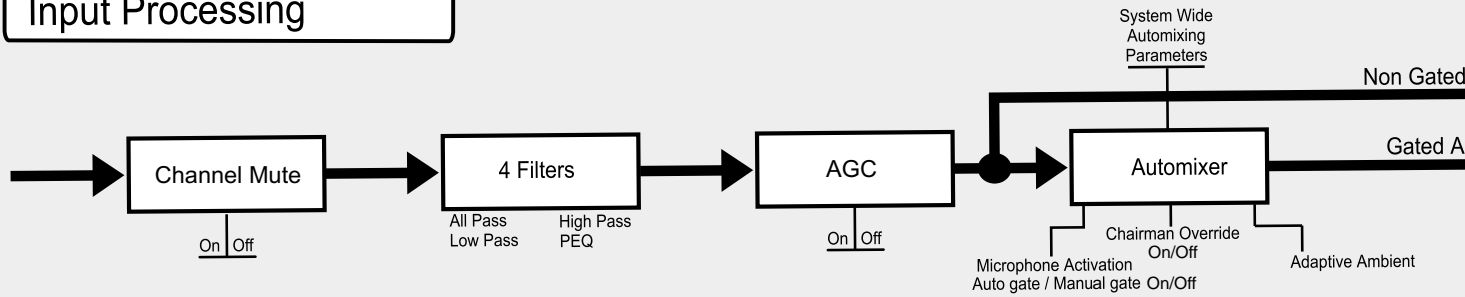 Input Processing
System Wide
Automixing
Parameters
Non Gated
Gated A
Channel Mute
4 Filters
AGC
Automixer
On Off
All Pass High Pass
Low Pass PEQ
On Off
Chairman Override
On/Off
Microphone Activation
Auto gate / Manual gate On/Off
Adaptive Ambient